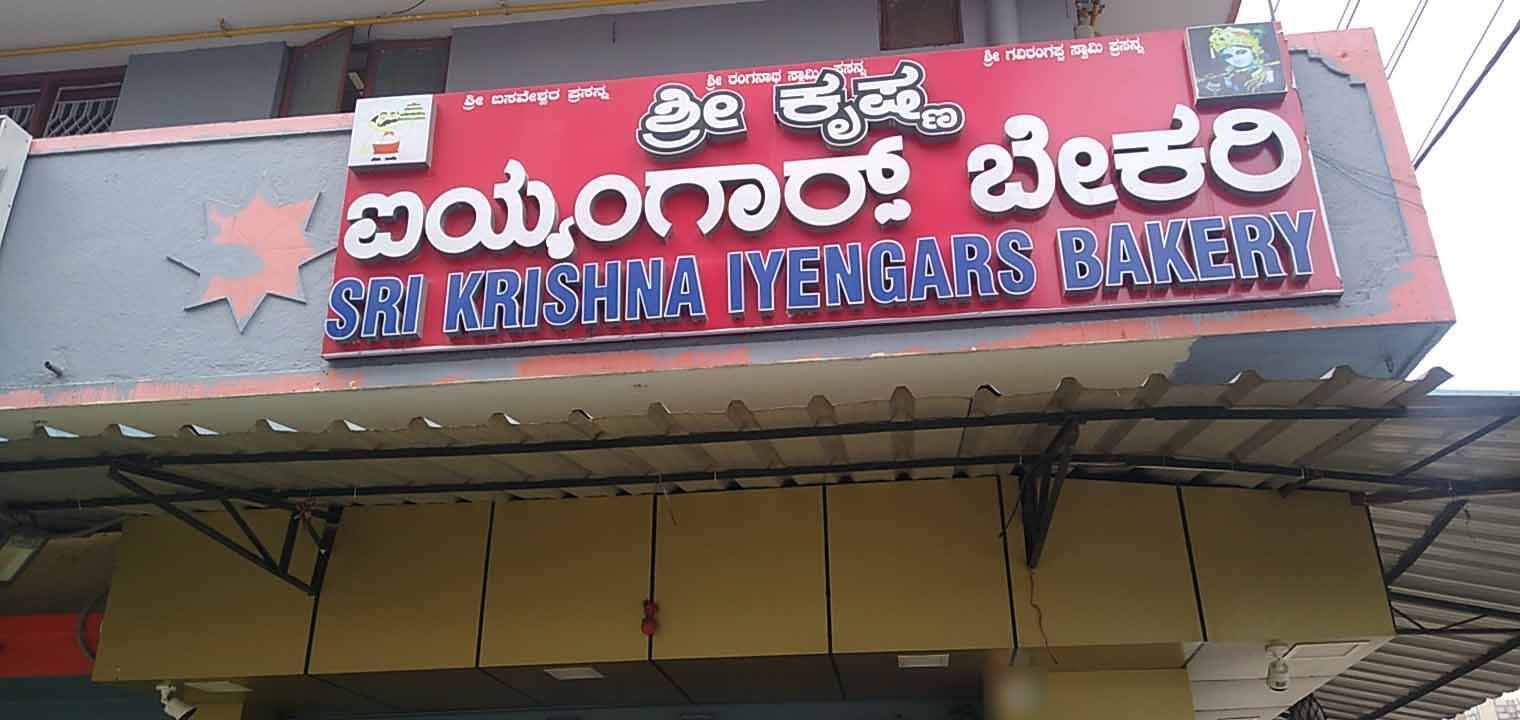 ಶ್ರೀ ಬಸವೇಶ್ವರ ಪ್ರಸನ್ನ
ಶ್ರೀ ರಂಗನಾಥ ಸ್ವಾಮಿ ಪ್ರಸನ್ನ
ಶ್ರೀ ಗವಿರಂಗಪ್ಪ ಸ್ವಾಮಿ ಪ್ರಸನ್ನ
ಶ್ರೀ ಕೃಷ್ಣ
ಐಯ್ಯಂಗಾರ್‍ಸ್ ಬೇಕರಿ
SRI KRISHNA IYENGARS BAKERY